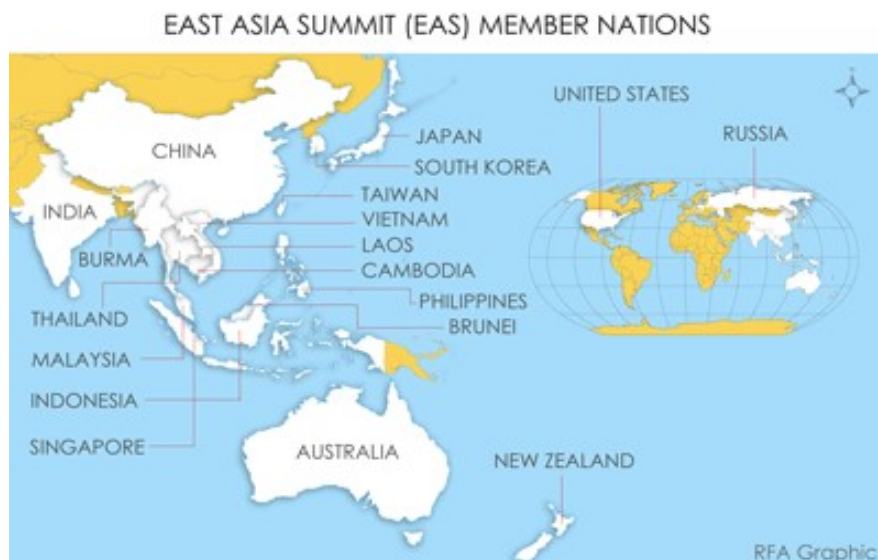 EAST ASIA SUMMIT (EAS) MEMBER NATIONS
UNITED STATES
RUSSIA
JAPAN
CHINA
SOUTH KOREA
TAIWAN
INDIA
VIETNAM
LAOS
BURMA
CAMBODIA
PHILIPPINES
THAILAND
BRUNEI
MALAYSIA
INDONESIA
SINGAPORE
AUSTRALIA
NEW ZEALAND
RFA Graphic